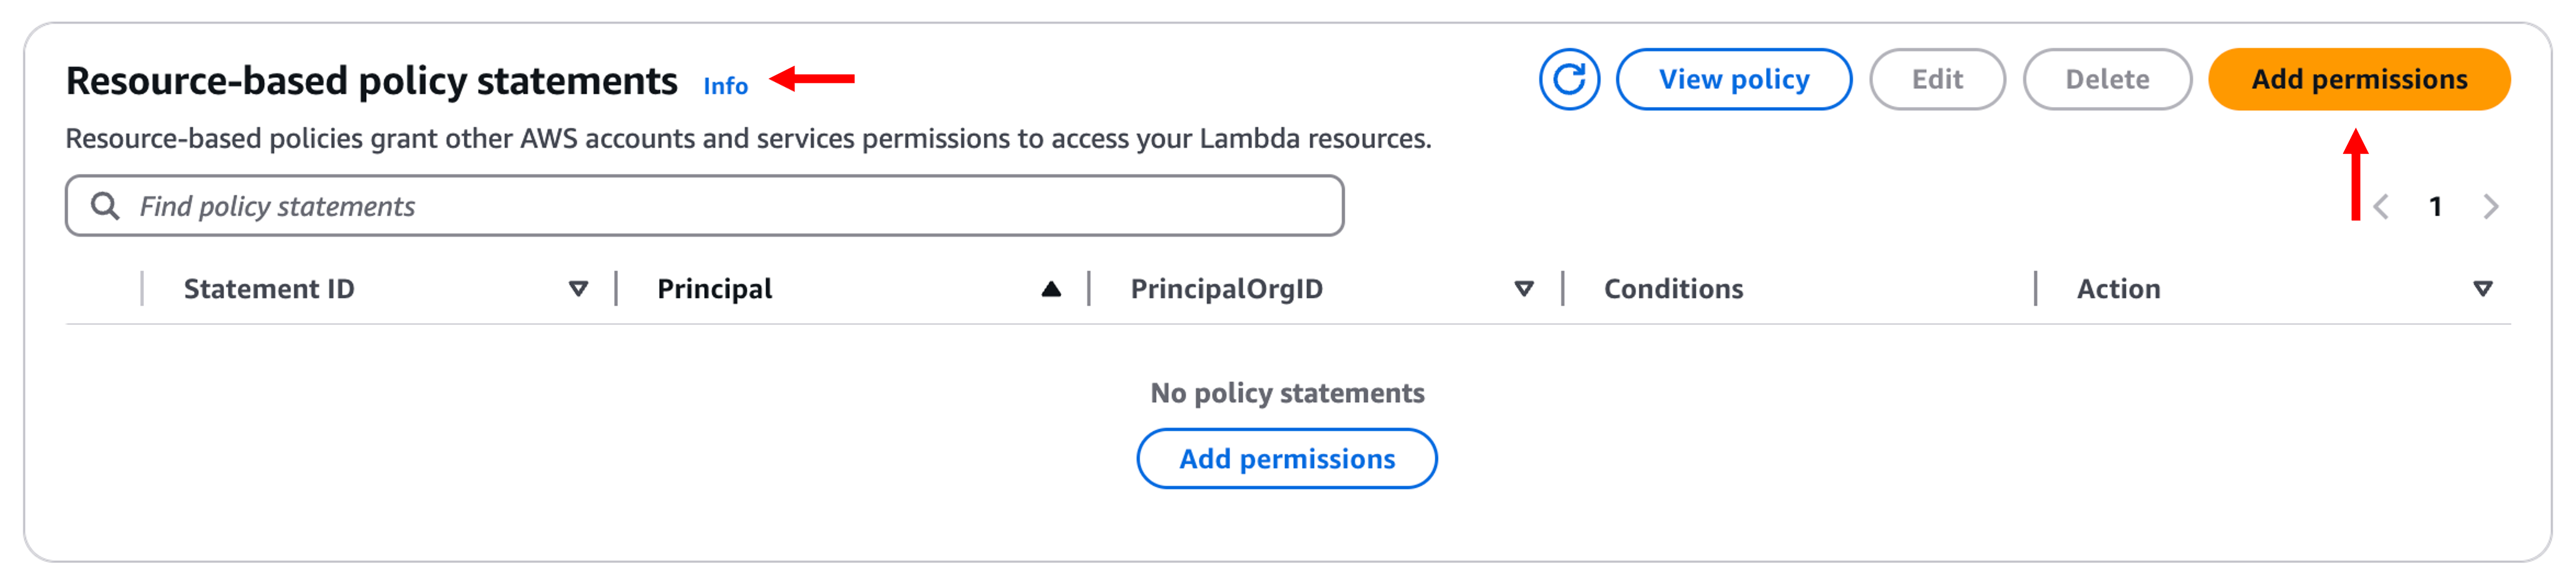 Resource-based policy statements Info
View policy
Edit
Delete
Add permissions
Resource-based policies grant other AWS accounts and services permissions to access your Lambda resources.
Find policy statements
1
Statement ID
Principal
PrincipalOrgID
Conditions
Action
No policy statements
Add permissions